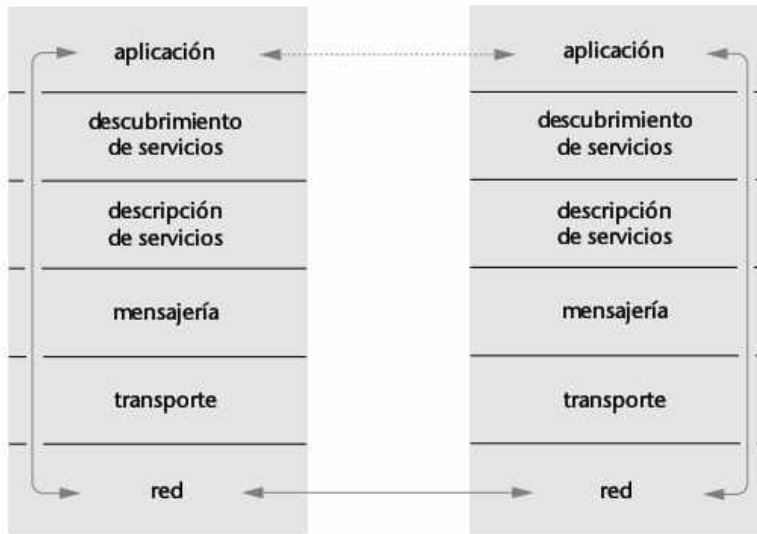 aplicación
descubrimiento
de servicios
descripción
de servicios
mensajería
transporte
red
aplicación
descubrimiento
de servicios
descripción
de servicios
mensajería
transporte
red